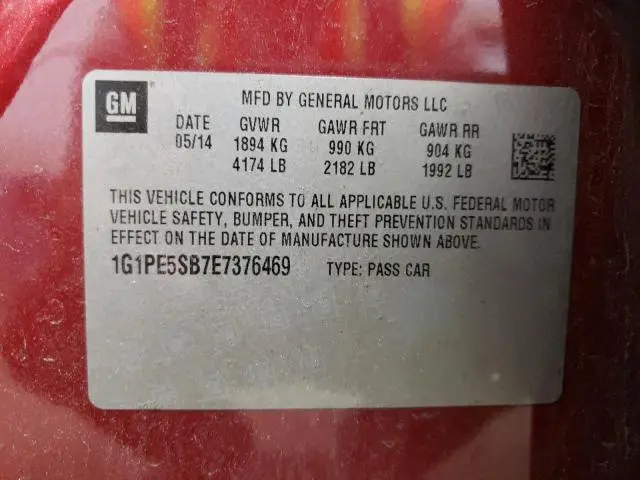 GM
MFD BY GENERAL MOTORS LLC
DATE GVWR GAWR FRT GAWR RR
05/14 1894 KG 990 KG 904 KG
4174 LB 2182 LB 1992 LB
THIS VEHICLE CONFORMS TO ALL APPLICABLE U.S. FEDERAL MOTOR
VEHICLE SAFETY, BUMPER, AND THEFT PREVENTION STANDARDS IN
EFFECT ON THE DATE OF MANUFACTURE SHOWN ABOVE.
1G1PE5SB7E7376469 TYPE: PASS CAR